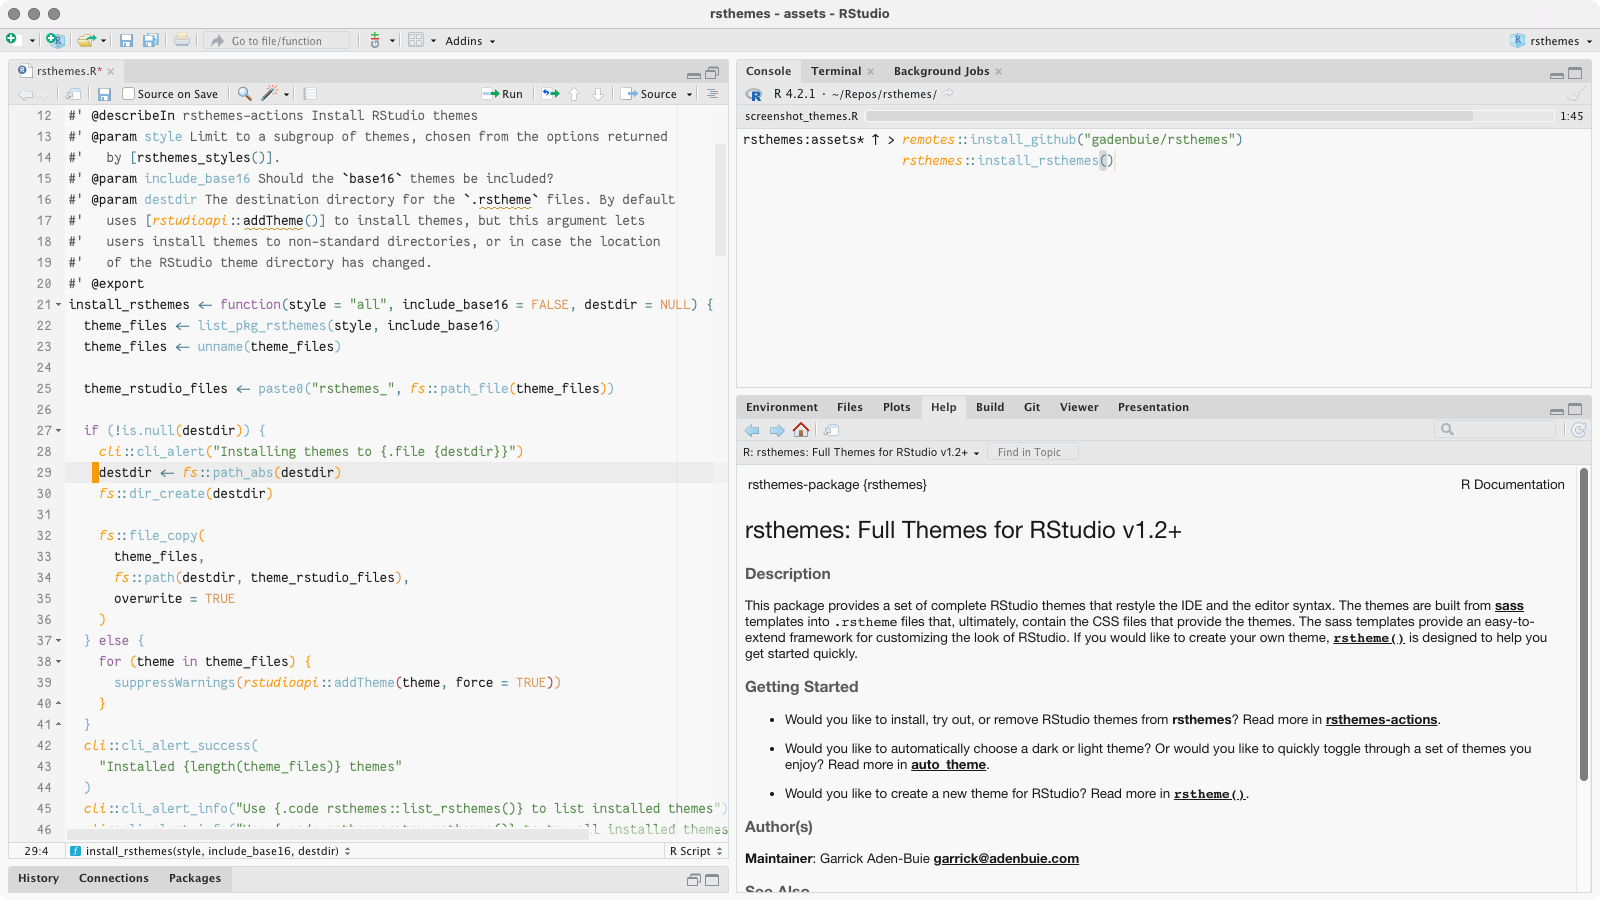 rsthemes - assets - RStudio
Go to file/function
Addins
rsthemes
rsthemes.R*
Source on Save
Run
Source
12 #' @describeIn rsthemes-actions Install RStudio themes
13 #' @param style Limit to a subgroup of themes, chosen from the options returned
14 #'   by [rsthemes_styles()].
15 #' @param include_base16 Should the `base16` themes be included?
16 #' @param destdir The destination directory for the `.rstheme` files. By default
17 #'   uses [rstudioapi::addTheme()] to install themes, but this argument lets
18 #'   users install themes to non-standard directories, or in case the location
19 #'   of the RStudio theme directory has changed.
20 #' @export
21 install_rsthemes <- function(style = "all", include_base16 = FALSE, destdir = NULL) {
22   theme_files <- list_pkg_rsthemes(style, include_base16)
23   theme_files <- unname(theme_files)
24
25   theme_rstudio_files <- paste0("rsthemes_", fs::path_file(theme_files))
26
27   if (!is.null(destdir)) {
28     cli::cli_alert("Installing themes to {.file {destdir}}")
29     destdir <- fs::path_abs(destdir)
30     fs::dir_create(destdir)
31
32     fs::file_copy(
33       theme_files,
34       fs::path(destdir, theme_rstudio_files),
35       overwrite = TRUE
36     )
37   } else {
38     for (theme in theme_files) {
39       suppressWarnings(rstudioapi::addTheme(theme, force = TRUE))
40     }
41   }
42   cli::cli_alert_success(
43     "Installed {length(theme_files)} themes"
44   )
45   cli::cli_alert_info("Use {.code rsthemes::list_rsthemes()} to list installed themes")
46
29:4
install_rsthemes(style, include_base16, destdir)
R Script
History
Connections
Packages
Console
Terminal
Background Jobs
R 4.2.1 · ~/Repos/rsthemes/
screenshot_themes.R
1:45
rsthemes:assets* ↑ > remotes::install_github("gadenbuie/rsthemes")
rsthemes::install_rsthemes()
Environment
Files
Plots
Help
Build
Git
Viewer
Presentation
R: rsthemes: Full Themes for RStudio v1.2+
Find in Topic
rsthemes-package {rsthemes}
R Documentation
rsthemes: Full Themes for RStudio v1.2+
Description
This package provides a set of complete RStudio themes that restyle the IDE and the editor syntax. The themes are built from sass
templates into .rstheme files that, ultimately, contain the CSS files that provide the themes. The sass templates provide an easy-to-
extend framework for customizing the look of RStudio. If you would like to create your own theme, rstheme() is designed to help you
get started quickly.
Getting Started
• Would you like to install, try out, or remove RStudio themes from rsthemes? Read more in rsthemes-actions.
• Would you like to automatically choose a dark or light theme? Or would you like to quickly toggle through a set of themes you
enjoy? Read more in auto_theme.
• Would you like to create a new theme for RStudio? Read more in rstheme().
Author(s)
Maintainer: Garrick Aden-Buie garrick@adenbuie.com
See Also